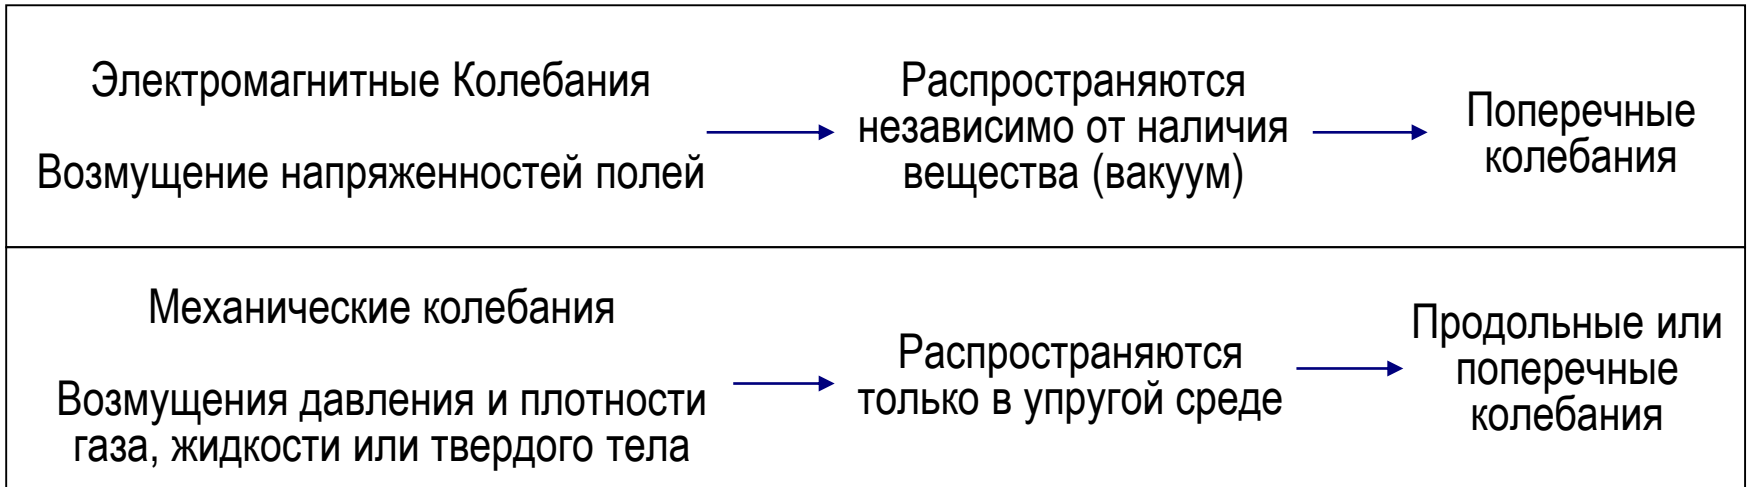 Электромагнитные Колебания
Возмущение напряженностей полей
Распространяются
независимо от наличия
вещества (вакуум)
Поперечные
колебания
Механические колебания
Возмущения давления и плотности
газа, жидкости или твердого тела
Распространяются
только в упругой среде
Продольные или
поперечные
колебания